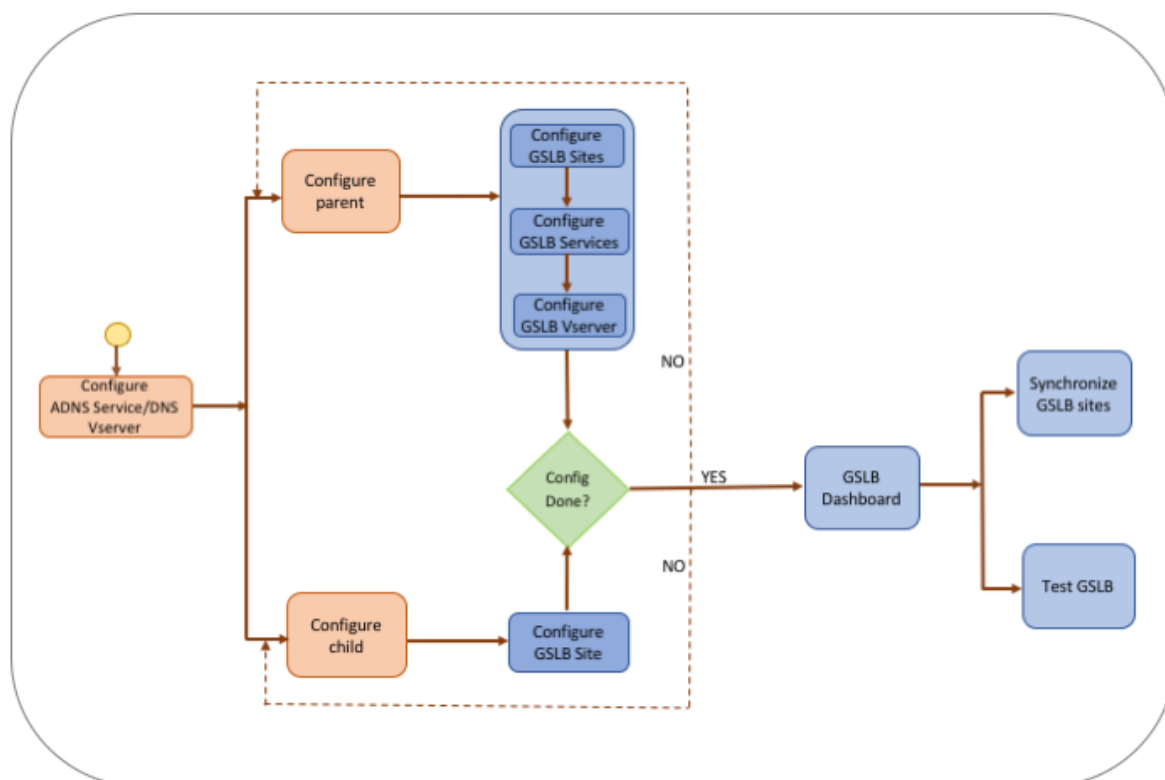 Configure
GSLB Sites
Configure
parent
Configure
GSLB Services
Configure
GSLB Vserver
NO
Configure
ADNS Service/DNS
Vserver
Synchronize
GSLB sites
Config
Done?
YES
GSLB
Dashboard
NO
Test GSLB
Configure
child
Configure
GSLB Site